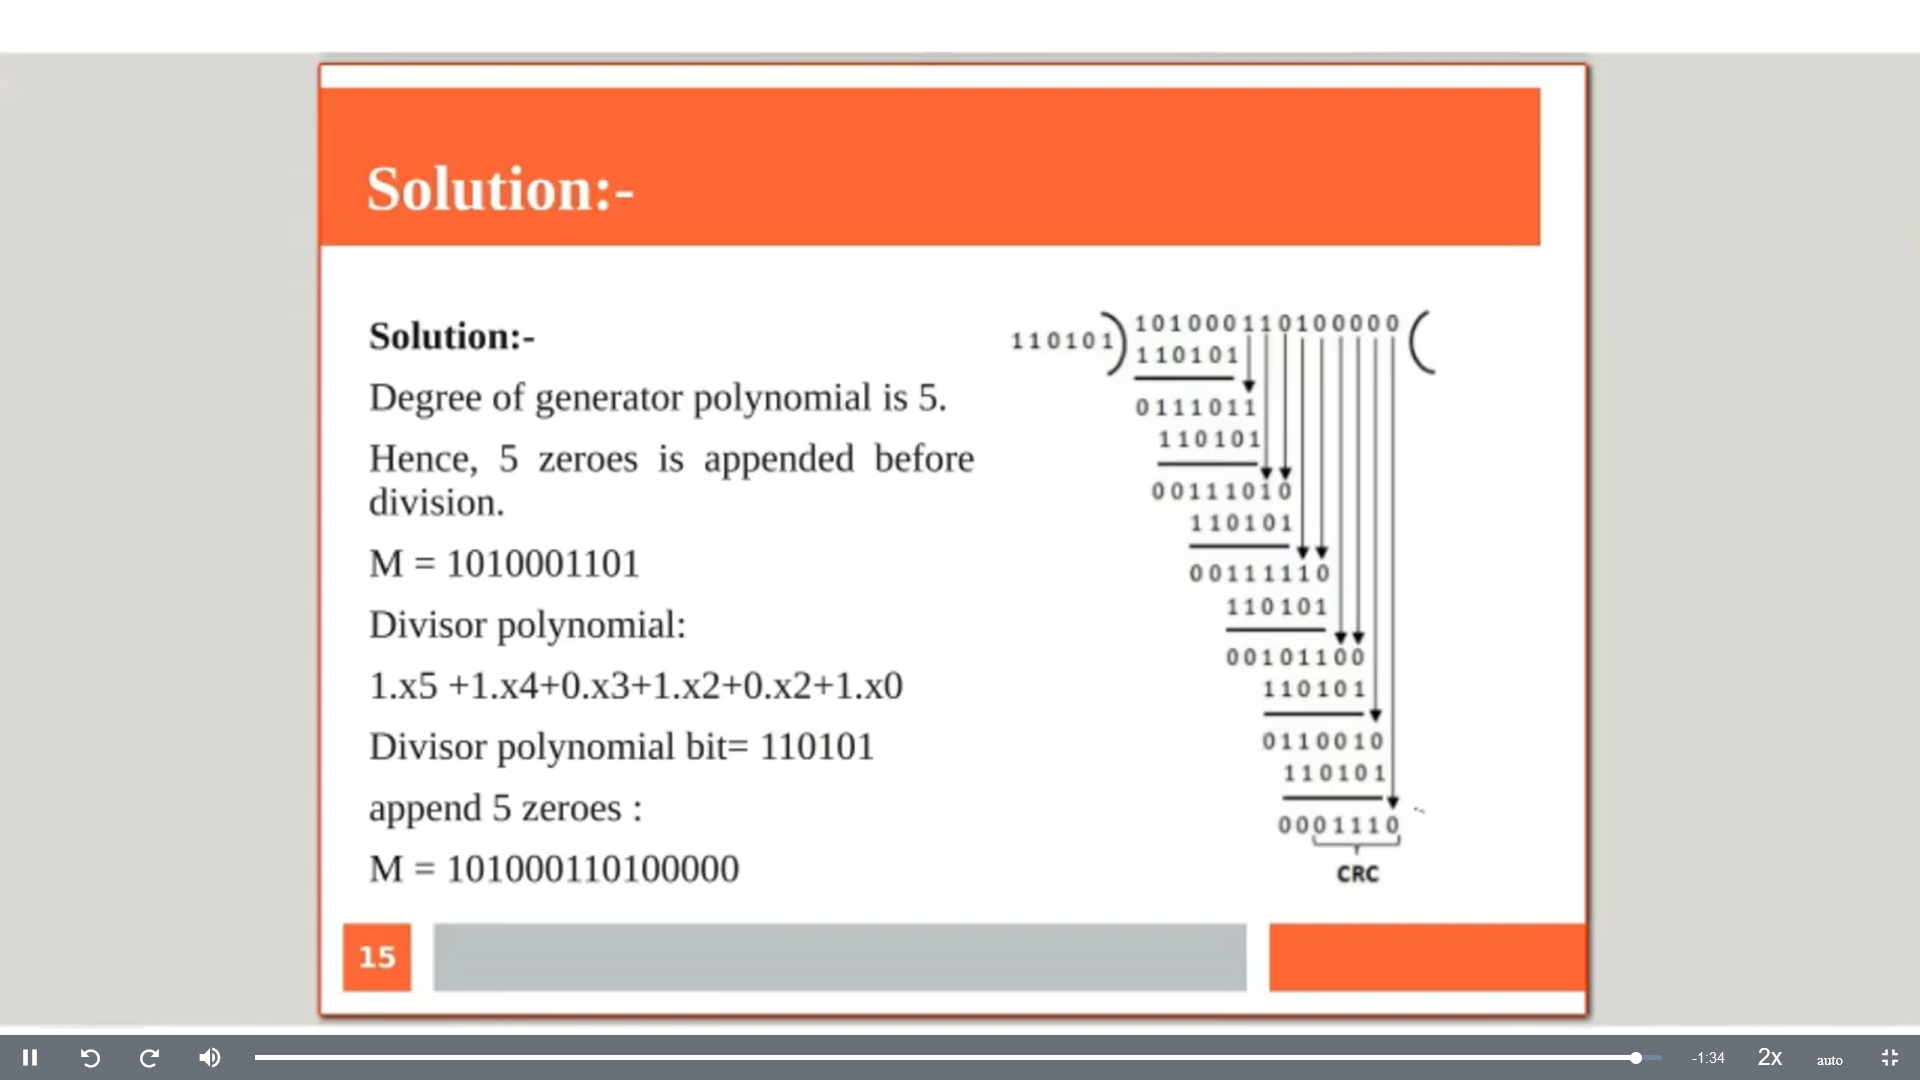 Solution:-
Solution:-
Degree of generator polynomial is 5.
Hence, 5 zeroes is appended before
division.
M = 1010001101
Divisor polynomial:
1.x5 +1.x4+0.x3+1.x2+0.x2+1.x0
Divisor polynomial bit= 110101
append 5 zeroes :
M = 101000110100000
110101)101000110100000(
110101
0111011
110101
00111010
110101
00111110
110101
00101100
110101
0110010
110101
0001110
CRC
15
-1:34
2x
auto